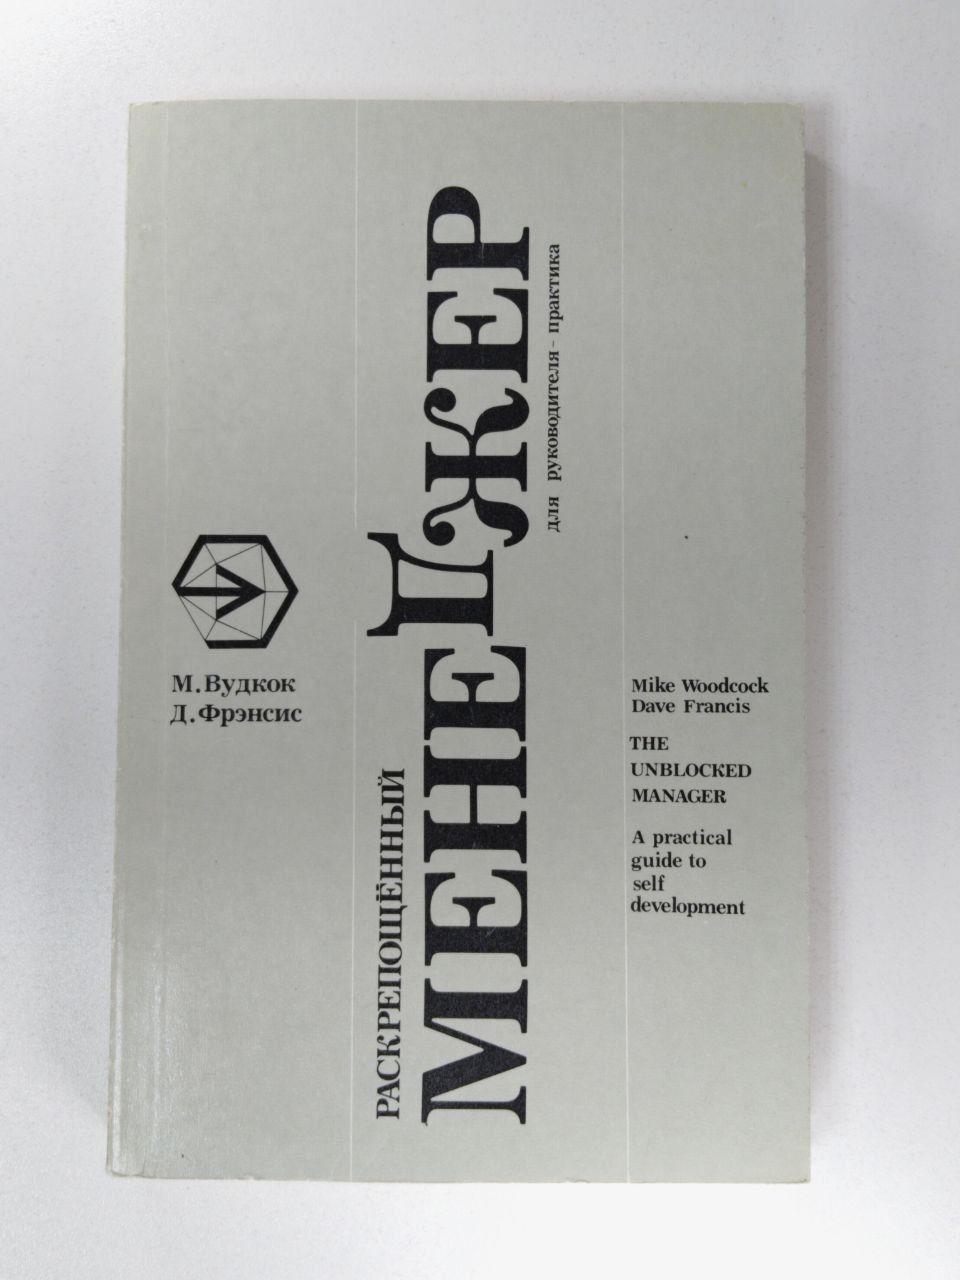 М. Вудкок
Д. Фрэнсис
РАСКРЕПОЩЁННЫЙ
МЕНЕДЖЕР
для руководителя - практика
Mike Woodcock
Dave Francis
THE
UNBLOCKED
MANAGER
A practical
guide to
self
development